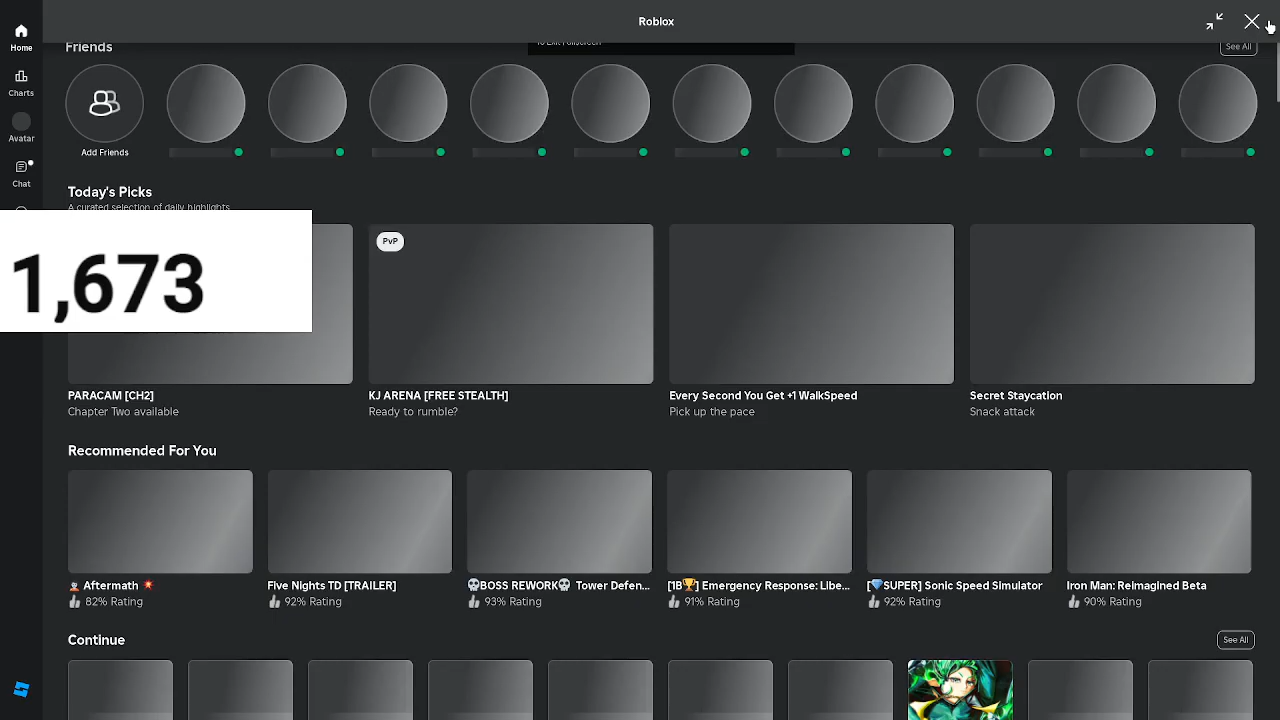 Roblox
Home
Charts
Avatar
Chat
Friends
See All
Add Friends
Today's Picks
A curated selection of daily highlights
1,673
PvP
PARACAM [CH2]
Chapter Two available
KJ ARENA [FREE STEALTH]
Ready to rumble?
Every Second You Get +1 WalkSpeed
Pick up the pace
Secret Staycation
Snack attack
Recommended For You
Aftermath 💥
82% Rating
Five Nights TD [TRAILER]
92% Rating
💀BOSS REWORK💀 Tower Defen...
93% Rating
[1B🏆] Emergency Response: Libe...
91% Rating
[💎SUPER] Sonic Speed Simulator
92% Rating
Iron Man: Reimagined Beta
90% Rating
Continue
See All